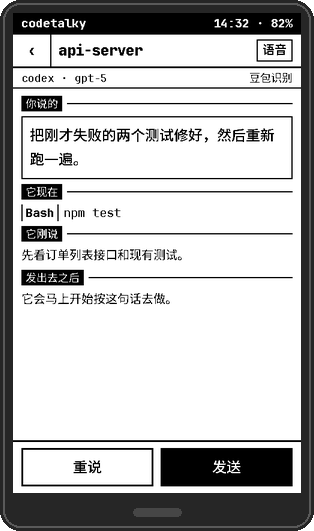 codetalky 14:32 · 82%
‹ api-server 语音
codex · gpt-5 豆包识别
你说的
把刚才失败的两个测试修好，然后重新
跑一遍。
它现在
Bash npm test
它刚说
先看订单列表接口和现有测试。
发出去之后
它会马上开始按这句话去做。
重说 发送